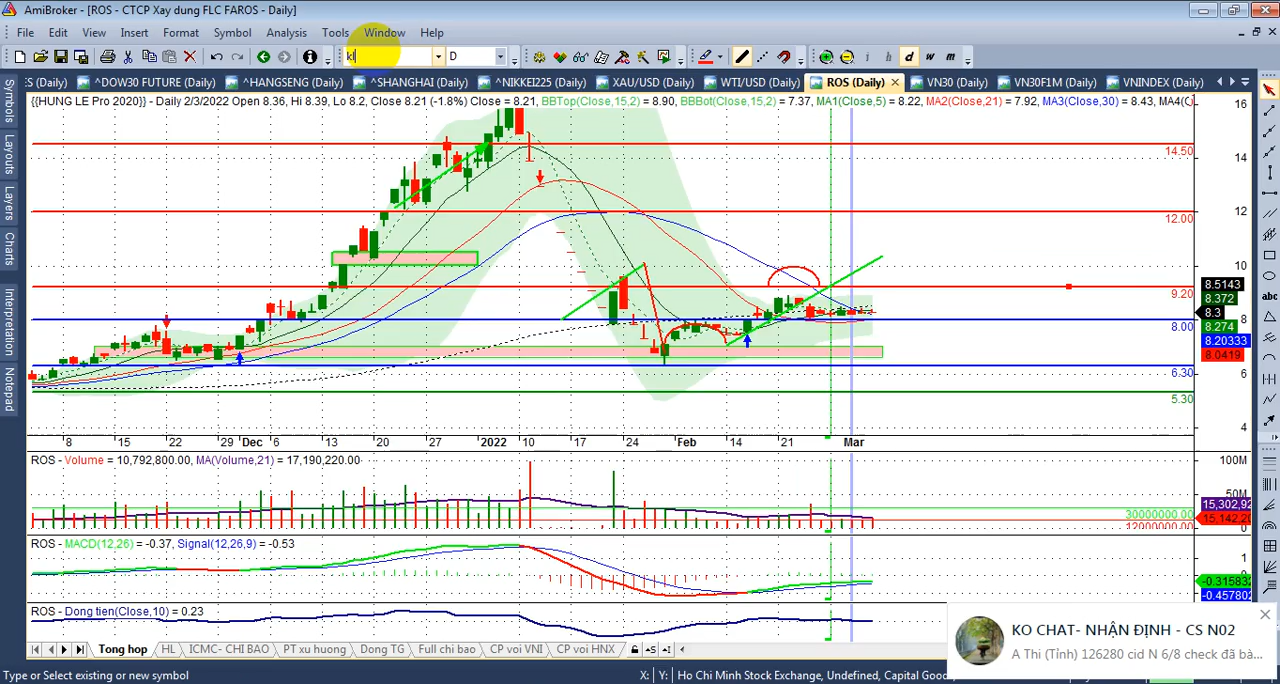 AmiBroker - [ROS - CTCP Xay dung FLC FAROS - Daily]
File Edit View Insert Format Symbol Analysis Tools Window Help
D
i h d w m
:S (Daily) ^DOW30 FUTURE (Daily) ^HANGSENG (Daily) ^SHANGHAI (Daily) ^NIKKEI225 (Daily) XAU/USD (Daily) WTI/USD (Daily) ROS (Daily) VN30 (Daily) VN30F1M (Daily) VNINDEX (Daily)
{{HUNG LE Pro 2020}} - Daily 2/3/2022 Open 8.36, Hi 8.39, Lo 8.2, Close 8.21 (-1.8%) Close = 8.21, BBTop(Close,15,2) = 8.90, BBBot(Close,15,2) = 7.37, MA1(Close,5) = 8.22, MA2(Close,21) = 7.92, MA3(Close,30) = 8.43, MA4(C
Symbols
Layouts
Layers
Charts
Interpretation
Notepad
16
14.50
14
12.00
12
10
9.20
8.5143
8.372
8.3
8
8.00
8.274
8.20333
8.0419
6.30
6
5.30
4
8 15 22 29 Dec 6 13 20 27 2022 10 17 24 Feb 14 21 Mar
ROS - Volume = 10,792,800.00, MA(Volume,21) = 17,190,220.00
100M
50M
15,302,92
30000000.00
15,142,20
12000000.00
0
ROS - MACD(12,26) = -0.37, Signal(12,26,9) = -0.53
1
0
-0.315832
-0.457802
ROS - Dong tien(Close,10) = 0.23
abc
KO CHAT- NHẬN ĐỊNH - CS N02
A Thi (Tỉnh) 126280 cid N 6/8 check đã bà...
Tong hop HL ICMC- CHI BAO PT xu huong Dong TG Full chi bao CP voi VNI CP voi HNX
Type or Select existing or new symbol X: Y: Ho Chi Minh Stock Exchange, Undefined, Capital Goo